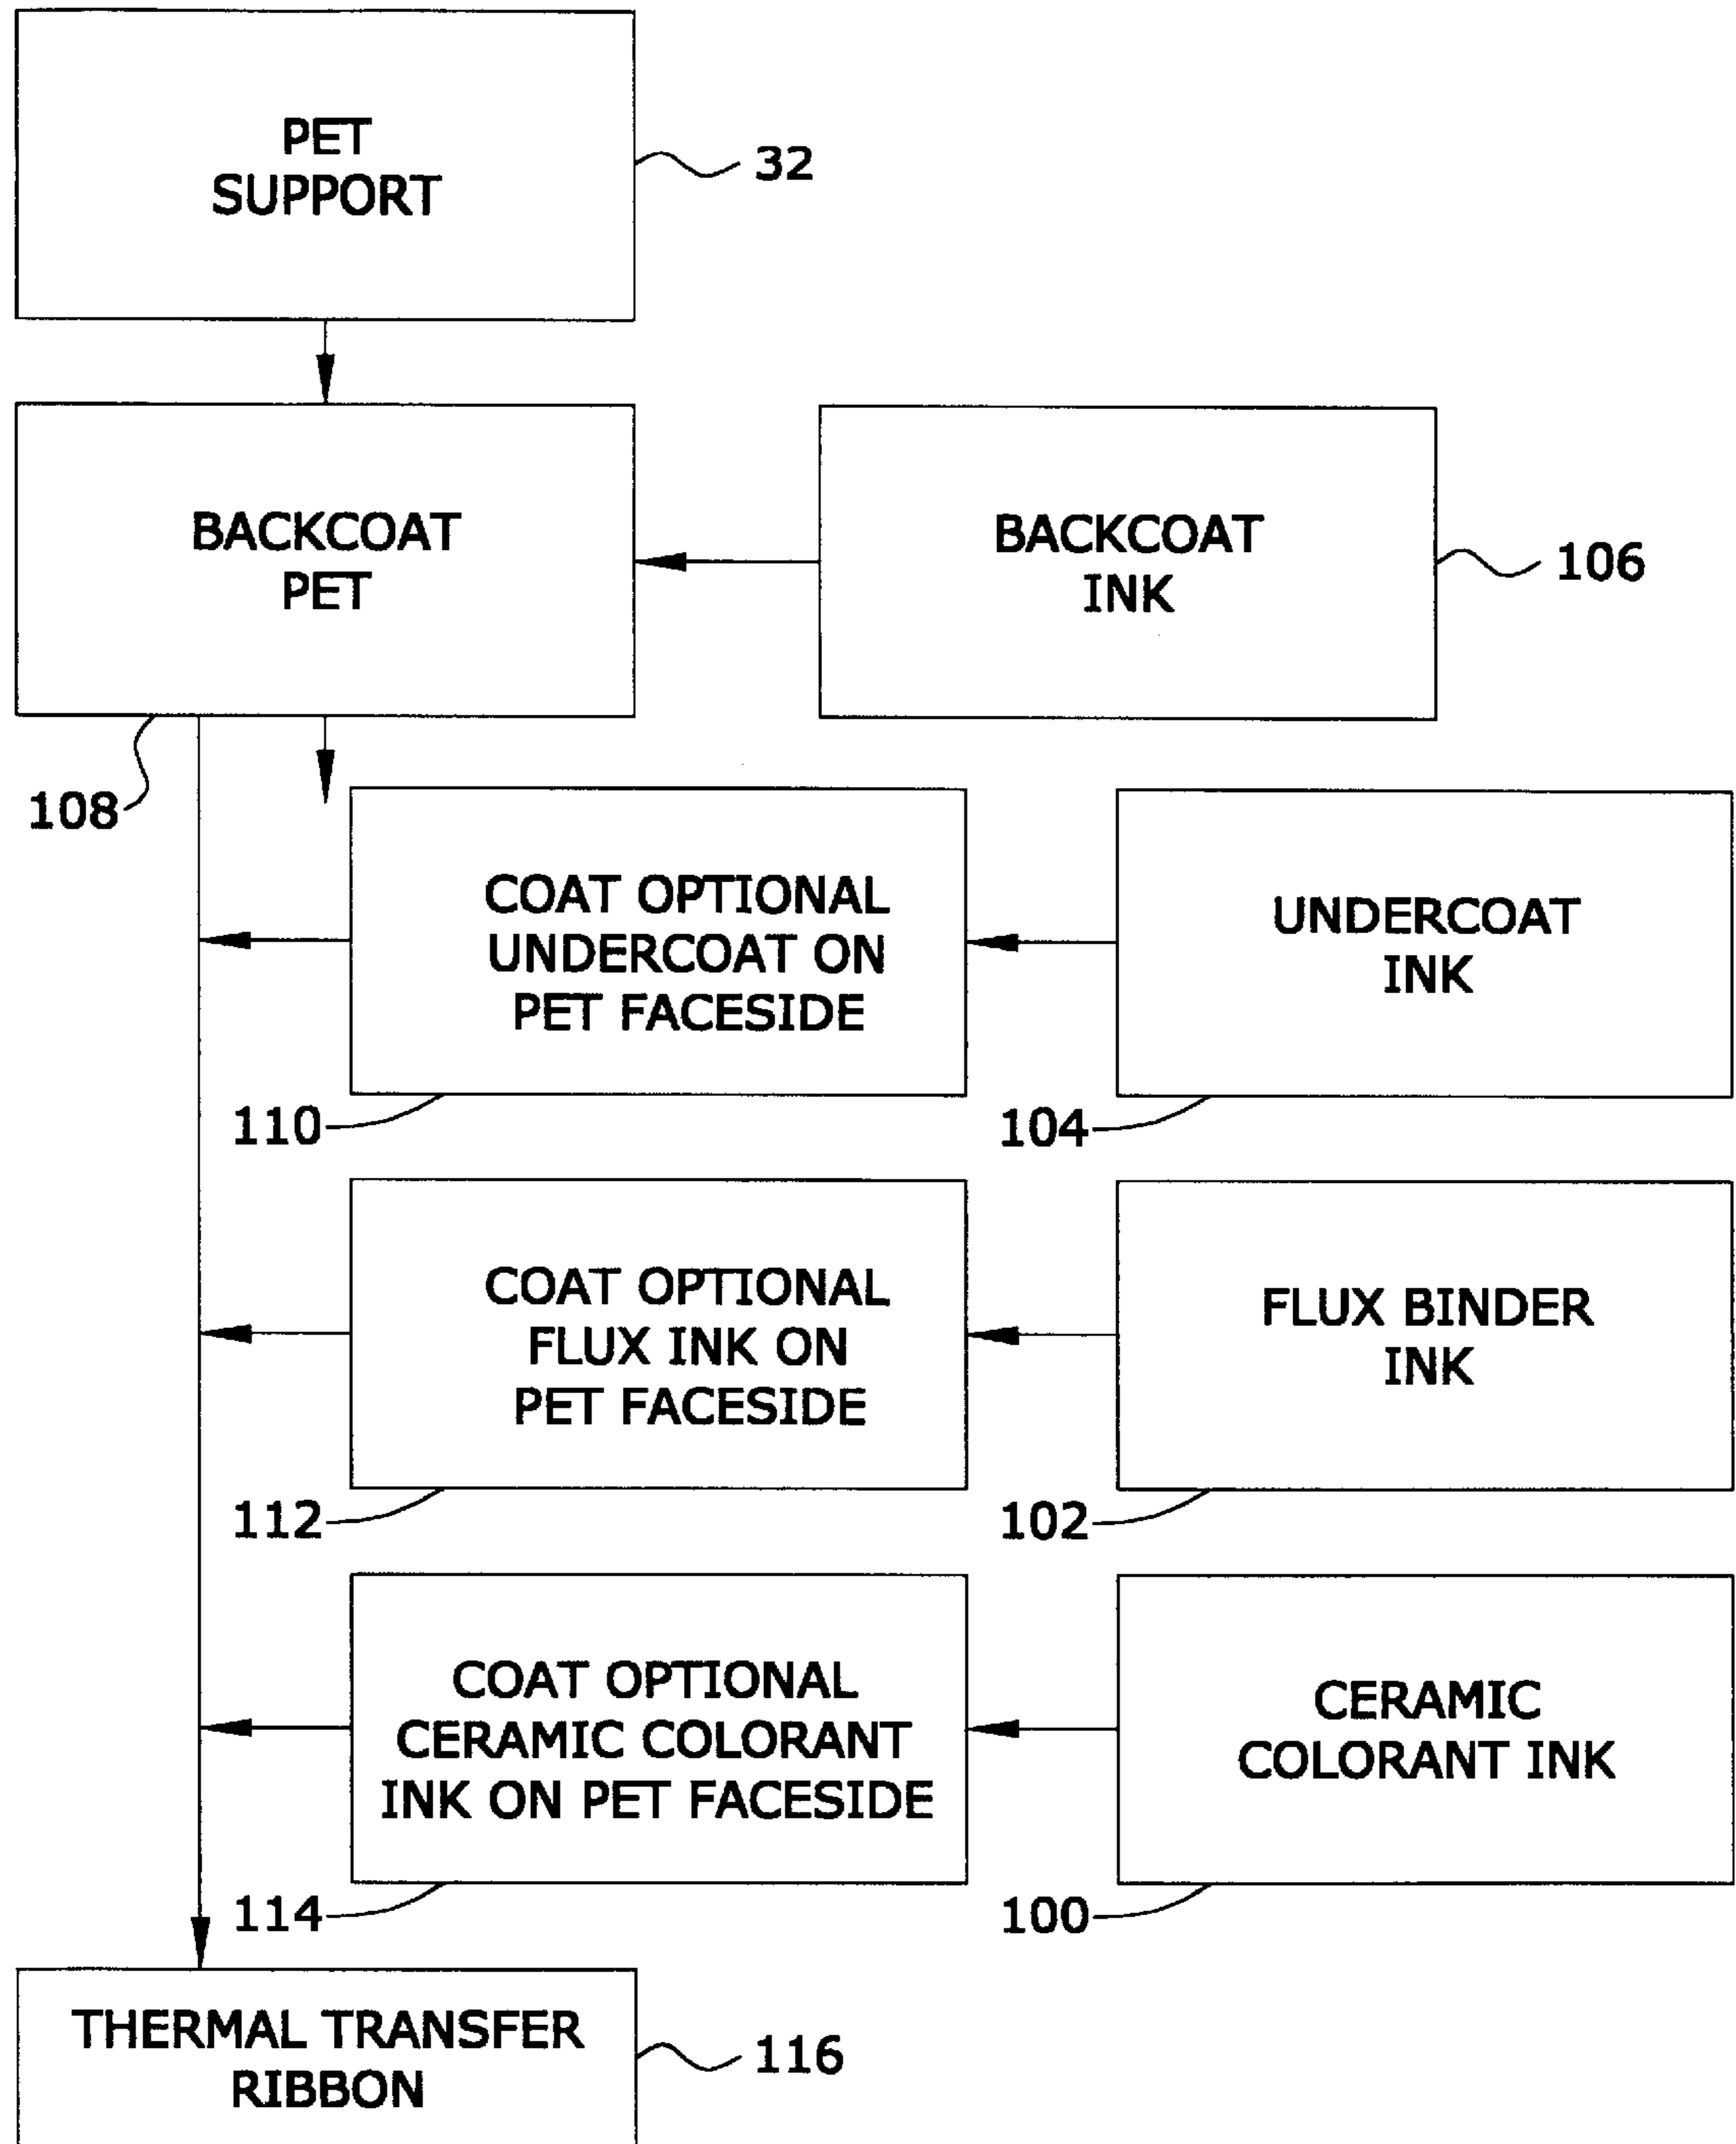 PET
SUPPORT
32
BACKCOAT
PET
BACKCOAT
INK
106
108
COAT OPTIONAL
UNDERCOAT ON
PET FACESIDE
UNDERCOAT
INK
110
104
COAT OPTIONAL
FLUX INK ON
PET FACESIDE
FLUX BINDER
INK
112
102
COAT OPTIONAL
CERAMIC COLORANT
INK ON PET FACESIDE
CERAMIC
COLORANT INK
114
100
THERMAL TRANSFER
RIBBON
116